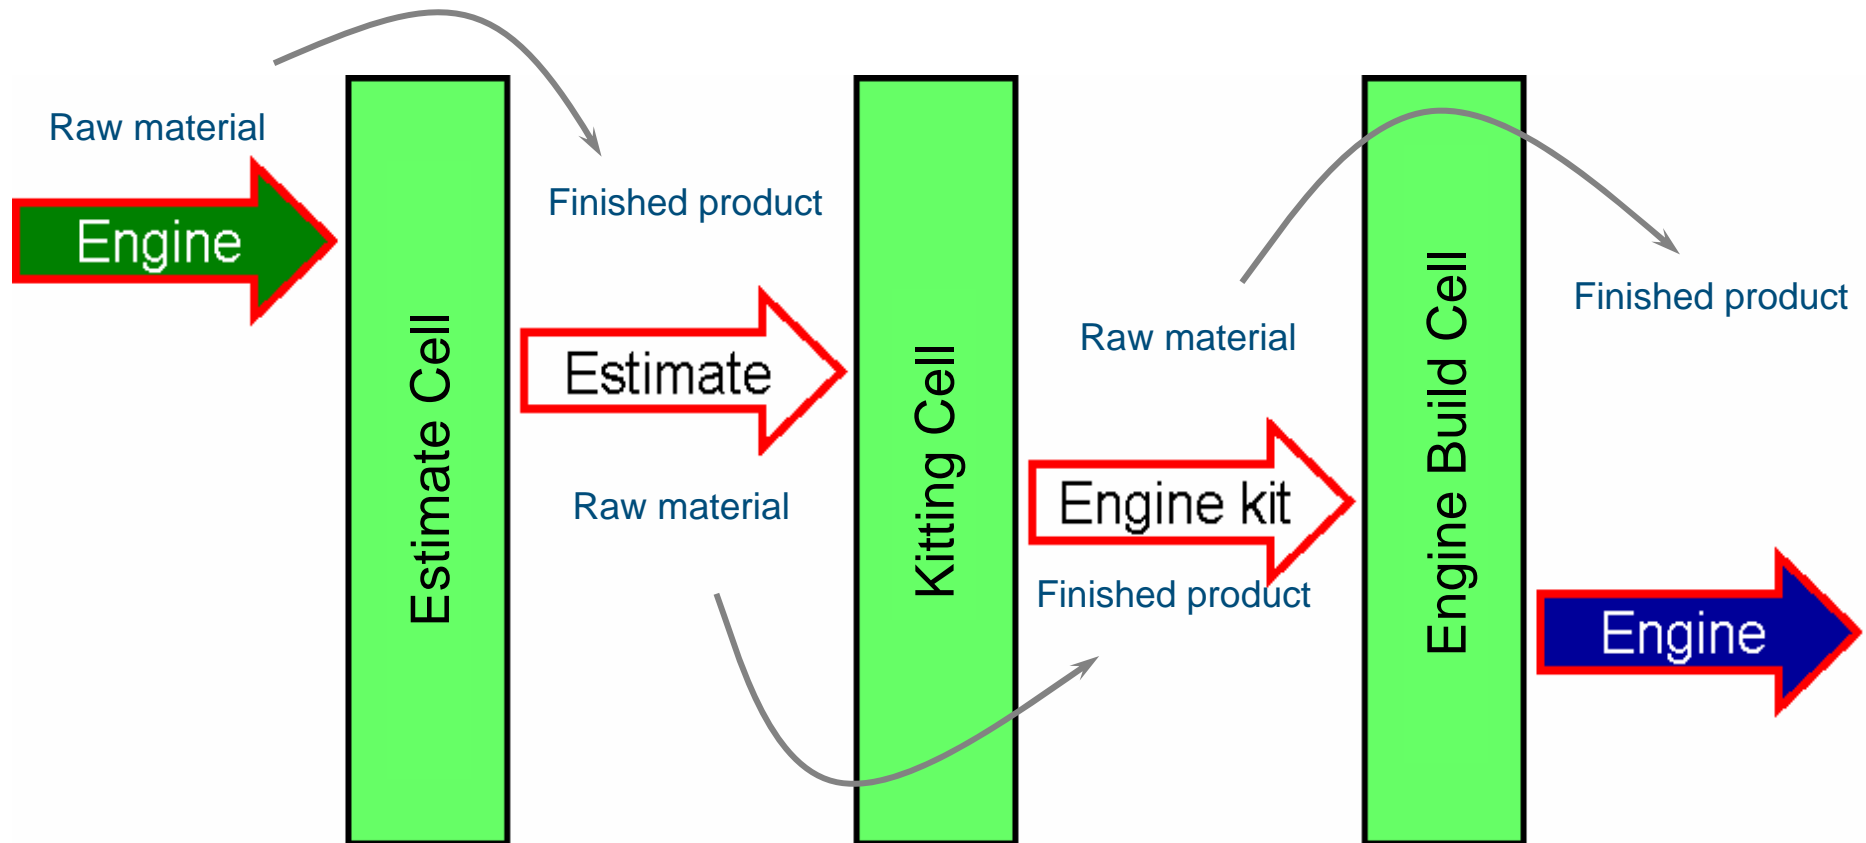 Raw material
Engine
Estimate Cell
Finished product
Estimate
Raw material
Kitting Cell
Raw material
Engine kit
Finished product
Engine Build Cell
Finished product
Engine